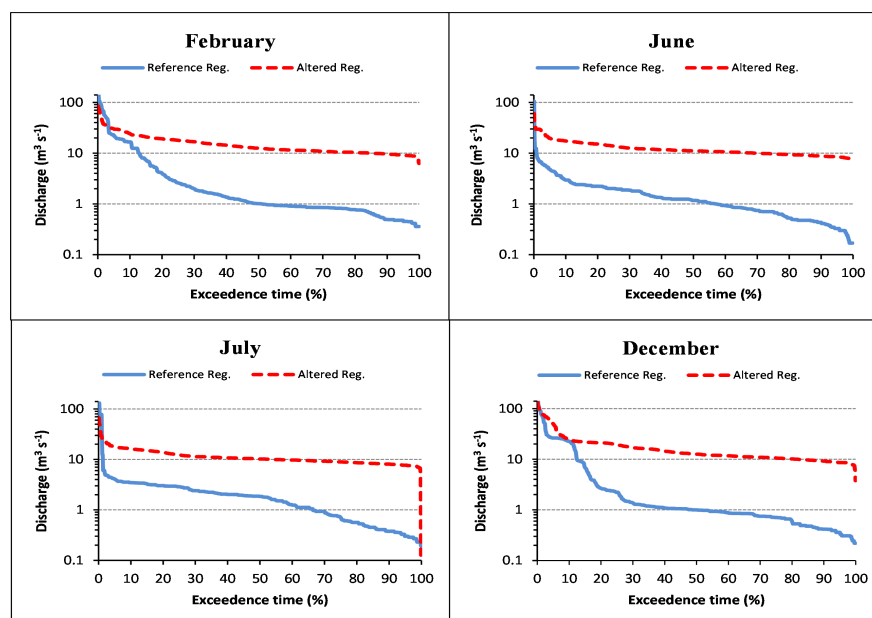 February
Reference Reg. Altered Reg.
Discharge (m³ s⁻¹)
100
10
1
0.1
0 10 20 30 40 50 60 70 80 90 100
Exceedence time (%)
June
Reference Reg. Altered Reg.
Discharge (m³ s⁻¹)
100
10
1
0.1
0 10 20 30 40 50 60 70 80 90 100
Exceedence time (%)
July
Reference Reg. Altered Reg.
Discharge (m³ s⁻¹)
100
10
1
0.1
0 10 20 30 40 50 60 70 80 90 100
Exceedence time (%)
December
Reference Reg. Altered Reg.
Discharge (m³ s⁻¹)
100
10
1
0.1
0 10 20 30 40 50 60 70 80 90 100
Exceedence time (%)